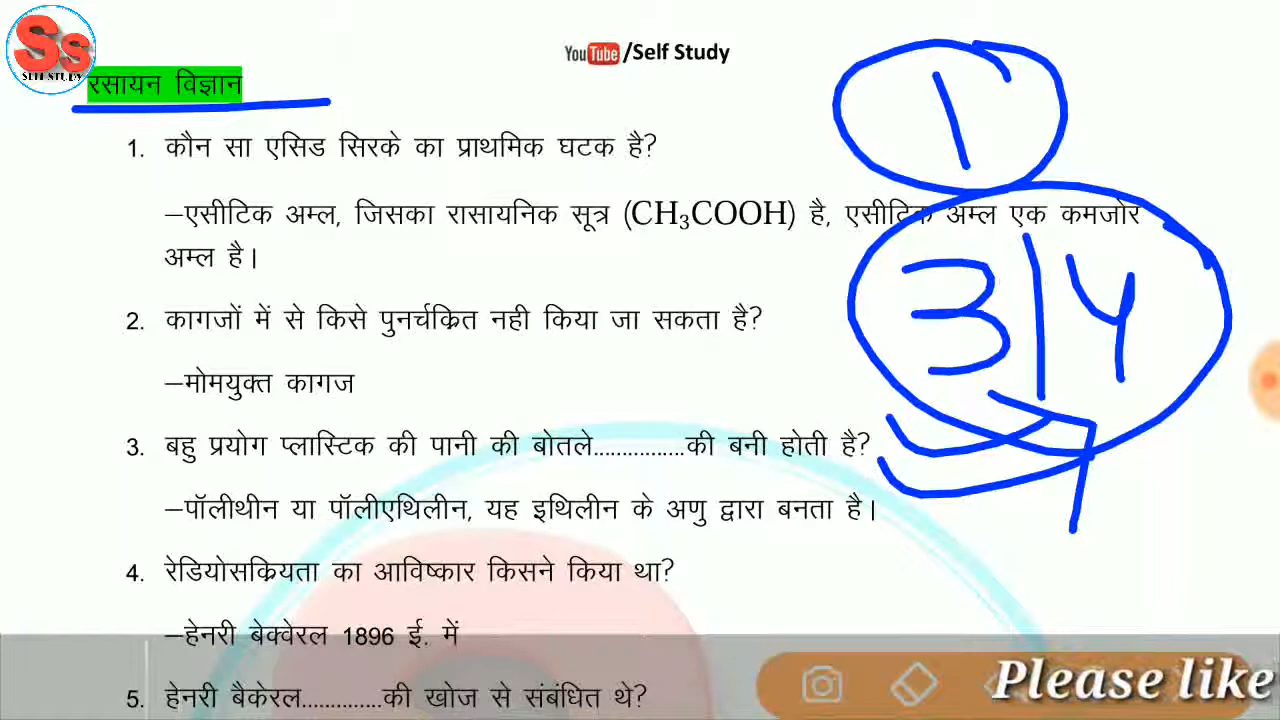 Ss
SELF STUDY
YouTube /Self Study
रसायन विज्ञान
1
1. कौन सा एसिड सिरके का प्राथमिक घटक है?
–एसीटिक अम्ल, जिसका रासायनिक सूत्र (CH₃COOH) है, एसीटिक अम्ल एक कमजोर
अम्ल है।
3 | 4
2. कागजों में से किसे पुनर्चक्रित नही किया जा सकता है?
–मोमयुक्त कागज
3. बहु प्रयोग प्लास्टिक की पानी की बोतले................की बनी होती है?
–पॉलीथीन या पॉलीएथिलीन, यह इथिलीन के अणु द्वारा बनता है।
4. रेडियोसक्रियता का आविष्कार किसने किया था?
–हेनरी बेक्वेरल 1896 ई. में
5. हेनरी बैकेरल..............की खोज से संबंधित थे?
Please like